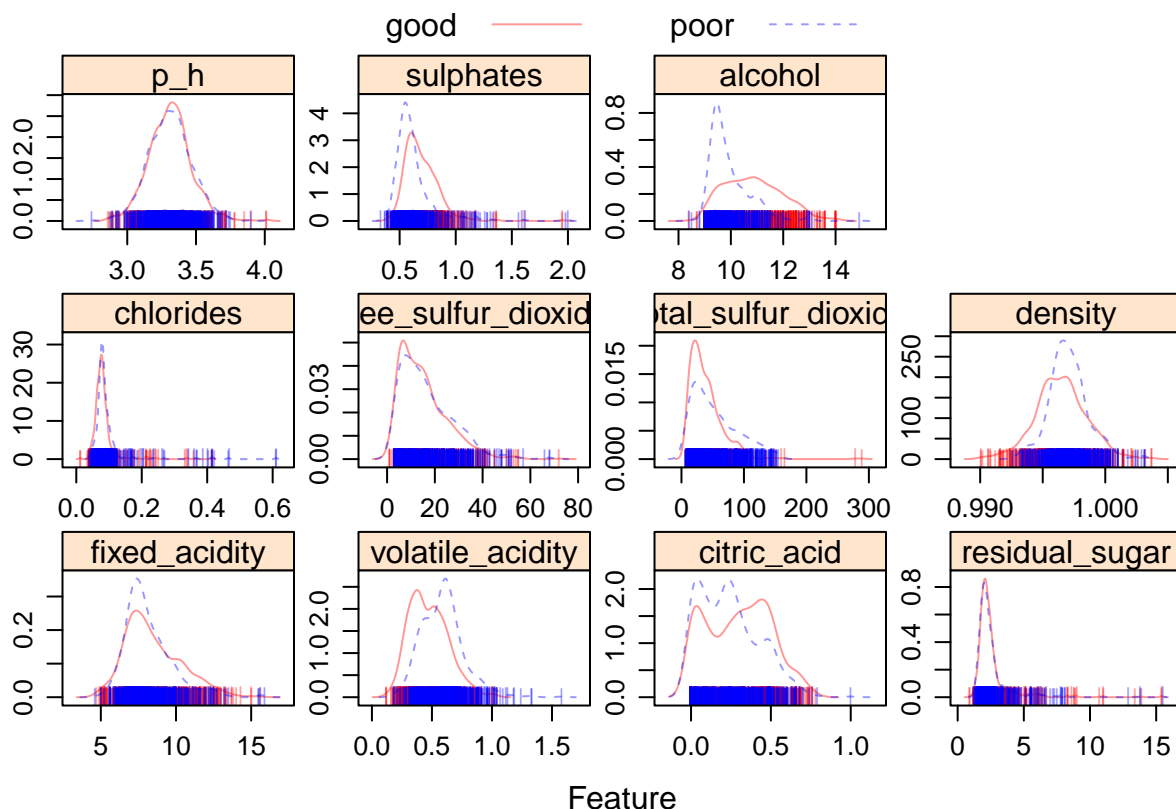 good poor
p_h sulphates alcohol
0.0 1.0 2.0
0 1 2 3 4
0.0 0.4 0.8
3.0 3.5 4.0
0.5 1.0 1.5 2.0
8 10 12 14
chlorides ee_sulfur_dioxid otal_sulfur_dioxid density
0 10 20 30
0.00 0.03
0.000 0.015
0 100 250
0.0 0.2 0.4 0.6
0 20 40 60 80
0 100 200 300
0.990 1.000
fixed_acidity volatile_acidity citric_acid residual_sugar
0.0 0.2
0.0 1.0 2.0
0.0 1.0 2.0
0.0 0.4 0.8
5 10 15
0.0 0.5 1.0 1.5
0.0 0.5 1.0
0 5 10 15
Feature